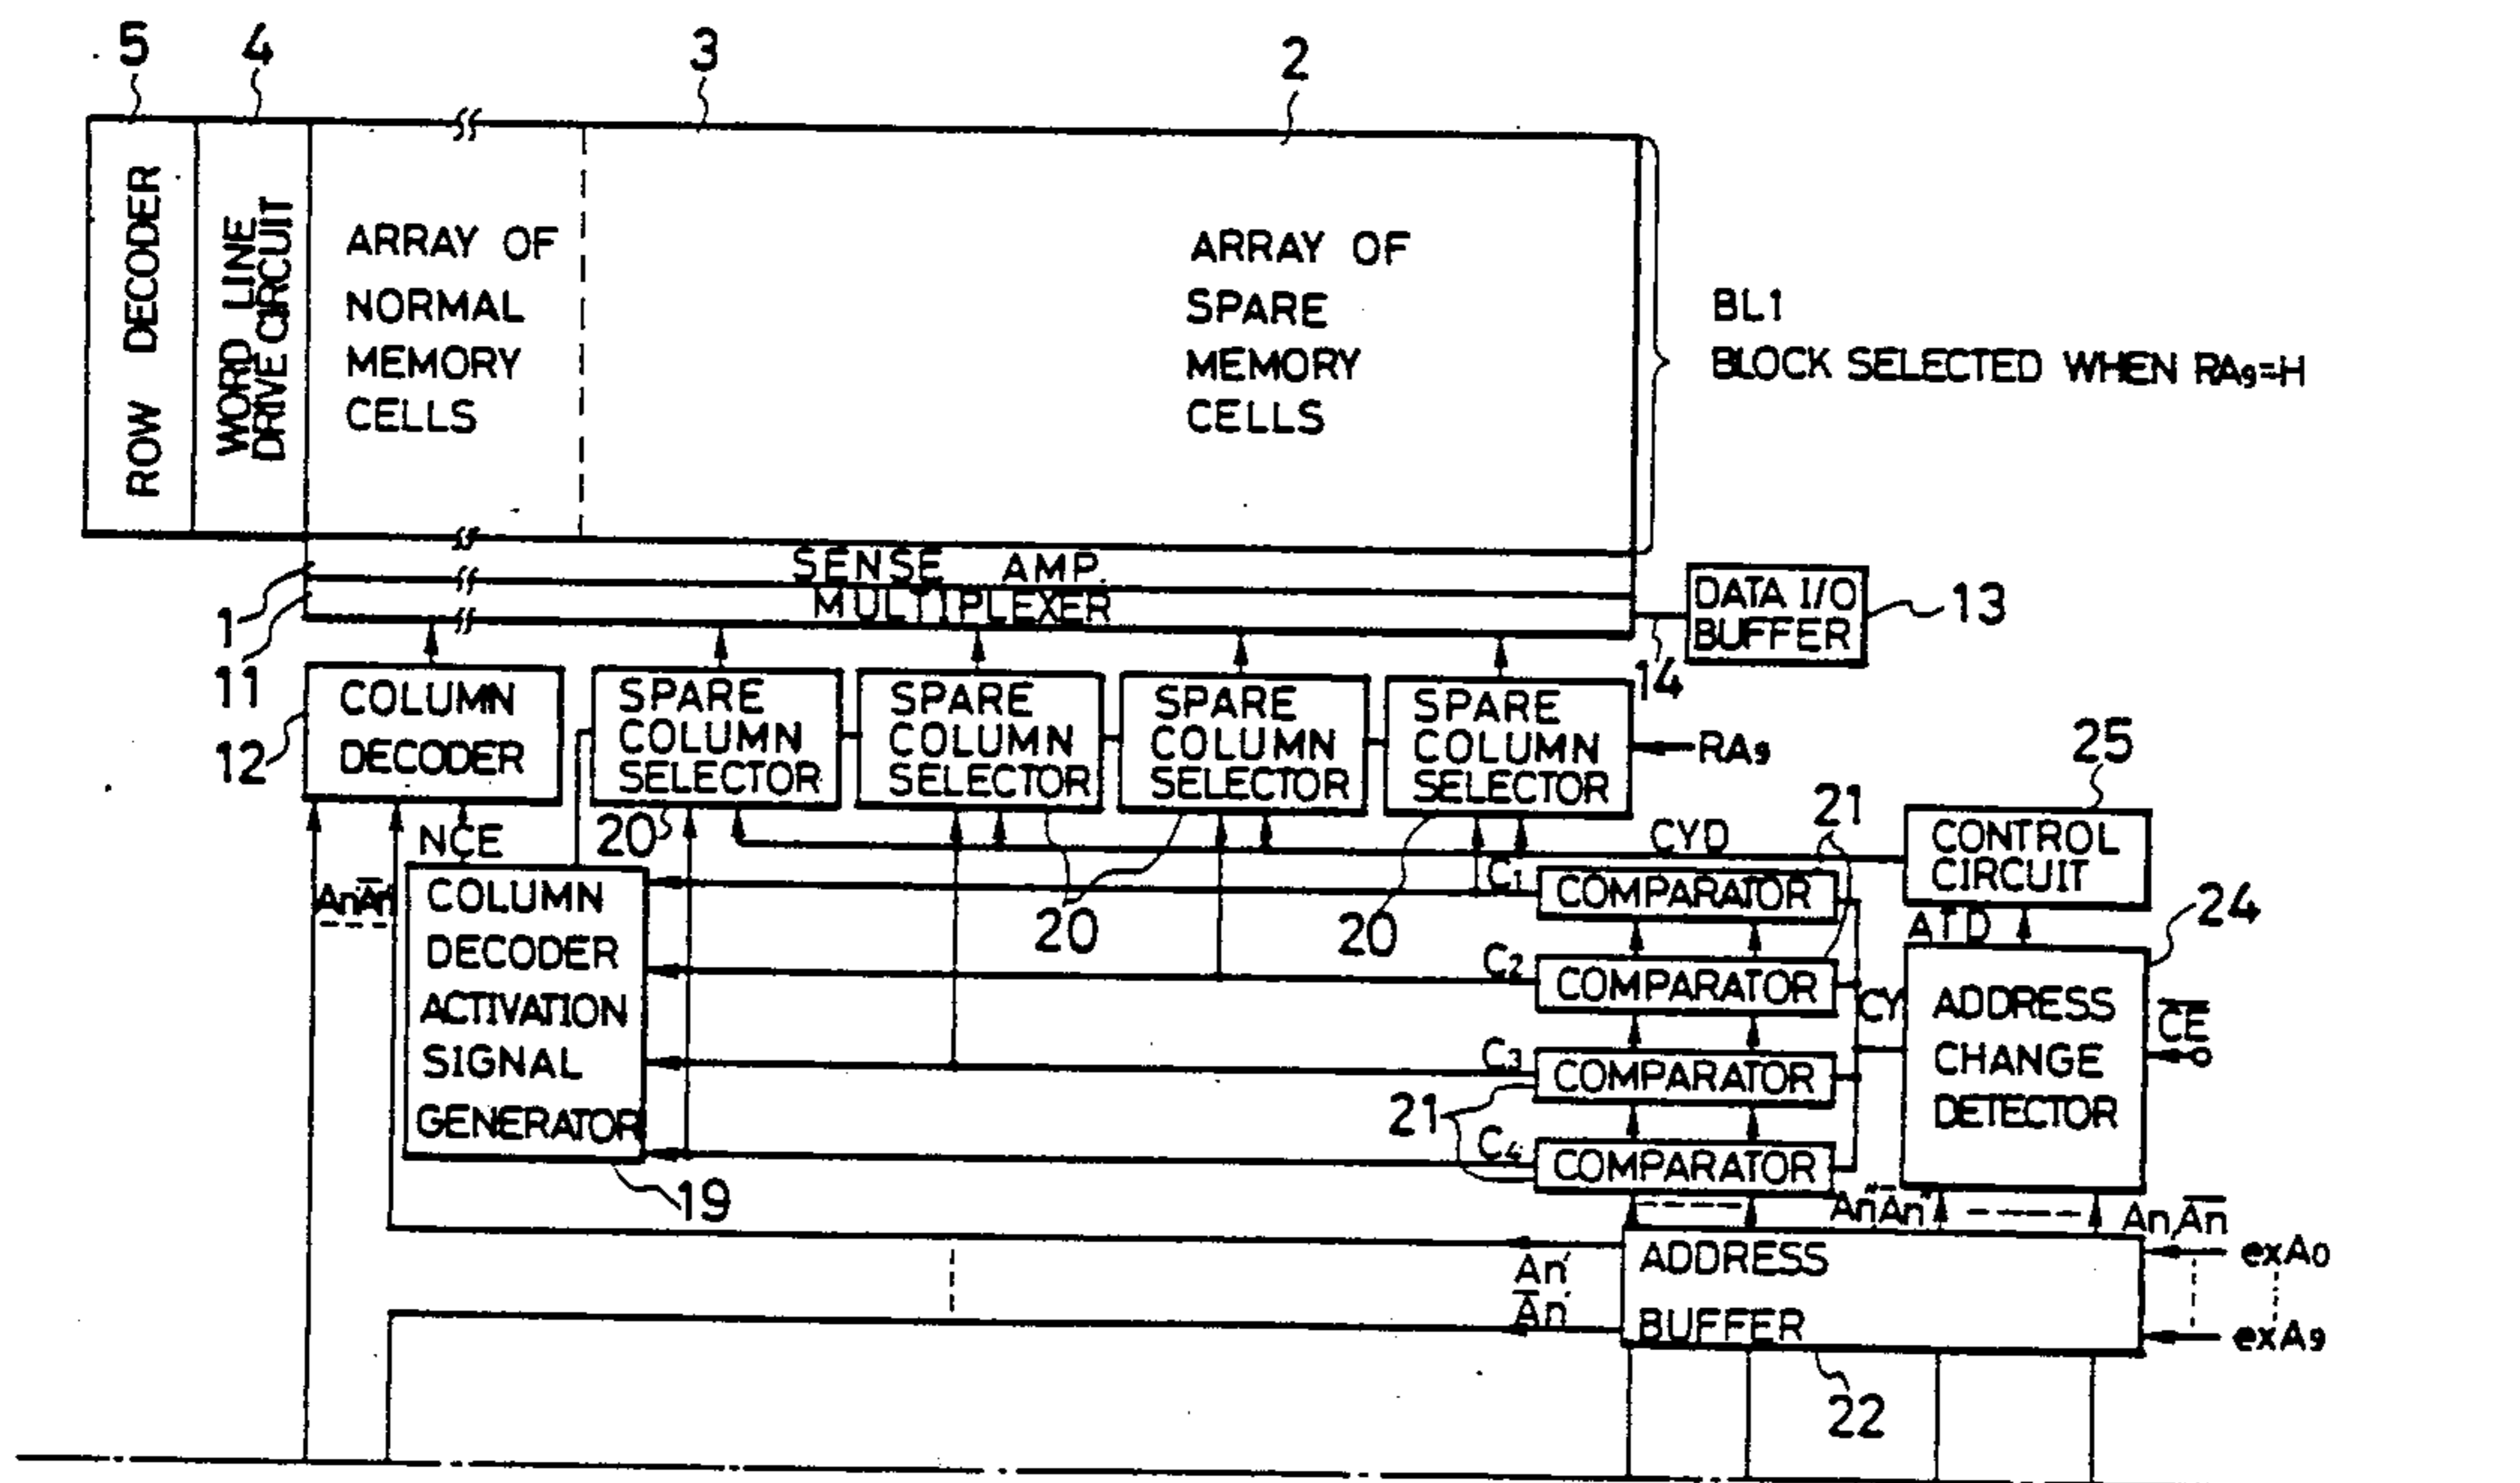 5 4 3 2
ROW DECODER
WORD LINE
DRIVE CIRCUIT
ARRAY OF
NORMAL
MEMORY
CELLS
ARRAY OF
SPARE
MEMORY
CELLS
BL1
BLOCK SELECTED WHEN RA9=H
SENSE AMP.
MULTIPLEXER
1
11
DATA I/O
BUFFER
13
14
COLUMN
DECODER
12
SPARE
COLUMN
SELECTOR
SPARE
COLUMN
SELECTOR
SPARE
COLUMN
SELECTOR
SPARE
COLUMN
SELECTOR
RA9
25
NCE
20
20
20
CYD
21
CONTROL
CIRCUIT
An A̅n̅
COLUMN
DECODER
ACTIVATION
SIGNAL
GENERATOR
19
C1
COMPARATOR
C2
COMPARATOR
C3
COMPARATOR
C4
COMPARATOR
21
ATD
24
CY
ADDRESS
CHANGE
DETECTOR
C̅E̅
An' A̅n̅'
An, A̅n̅
An'
A̅n̅'
ADDRESS
BUFFER
exA0
exA9
22